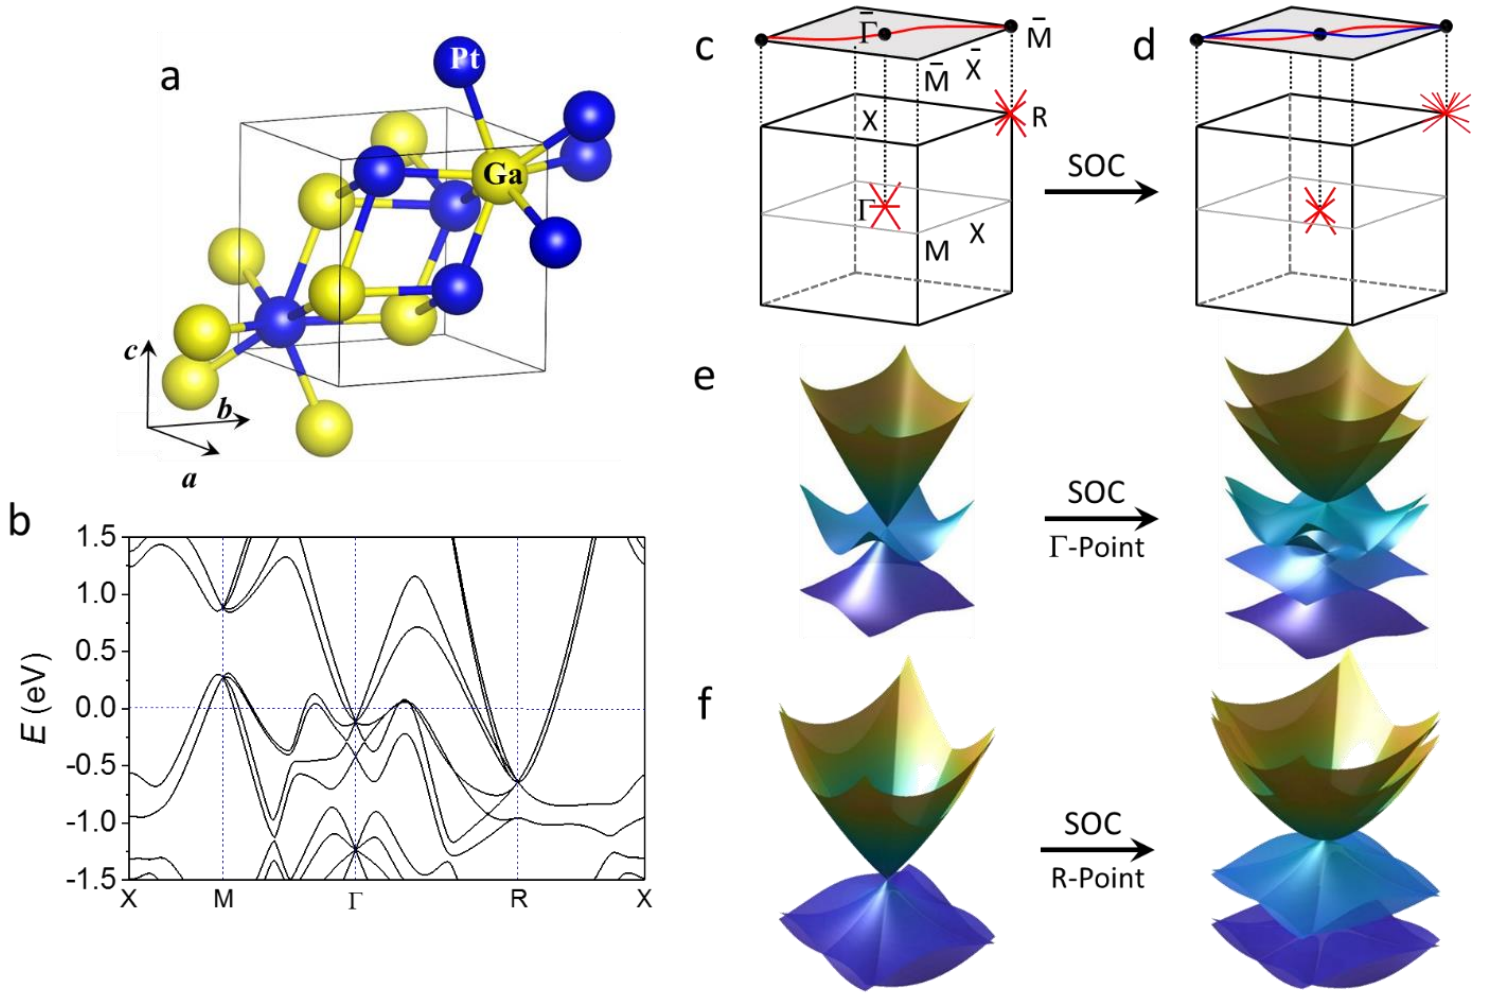 a
Pt
Ga
c
b
a
b
1.5
1.0
0.5
0.0
-0.5
-1.0
-1.5
E (eV)
X M Γ R X
c
Γ̄
M̄
M̄
X̄
X
R
Γ
M
X
SOC
d
e
SOC
Γ-Point
f
SOC
R-Point